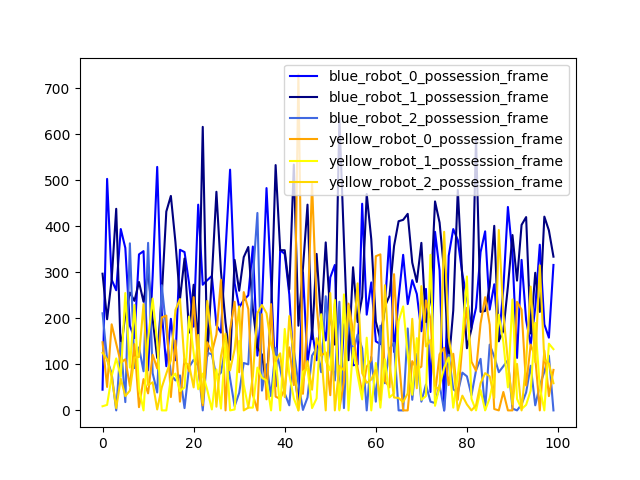 blue_robot_0_possession_frame
blue_robot_1_possession_frame
blue_robot_2_possession_frame
yellow_robot_0_possession_frame
yellow_robot_1_possession_frame
yellow_robot_2_possession_frame
700
600
500
400
300
200
100
0
0 20 40 60 80 100